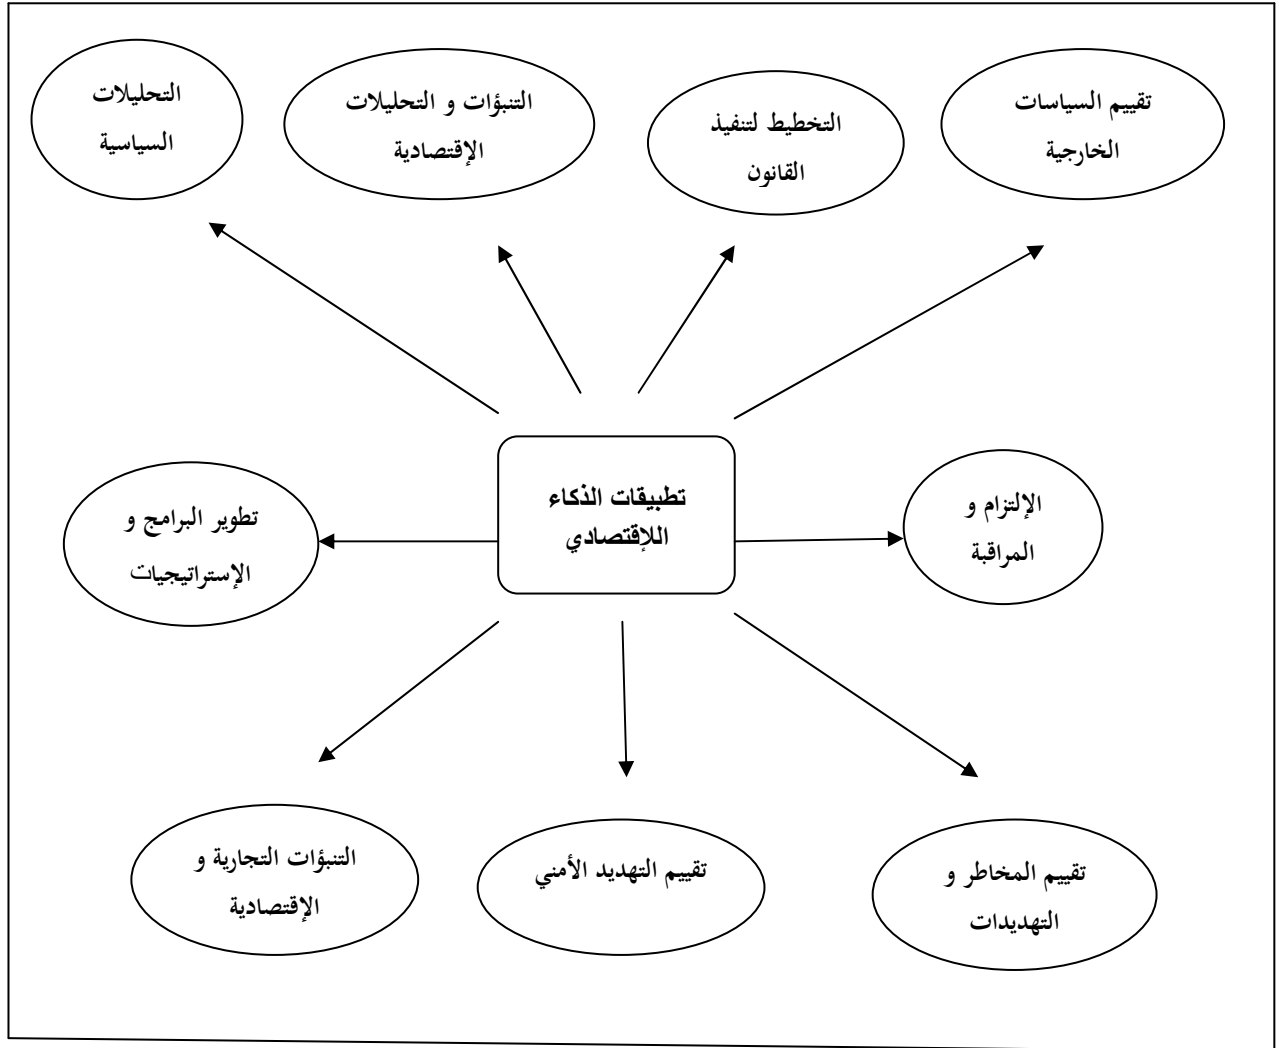 تقييم السياسات
الخارجية
التخطيط لتنفيذ
القانون
التنبؤات و التحليلات
الإقتصادية
التحليلات
السياسية
الإلتزام و
المراقبة
تطبيقات الذكاء
اللإقتصادي
تطوير البرامج و
الإستراتيجيات
تقييم المخاطر و
التهديدات
تقييم التهديد الأمني
التنبؤات التجارية و
الإقتصادية